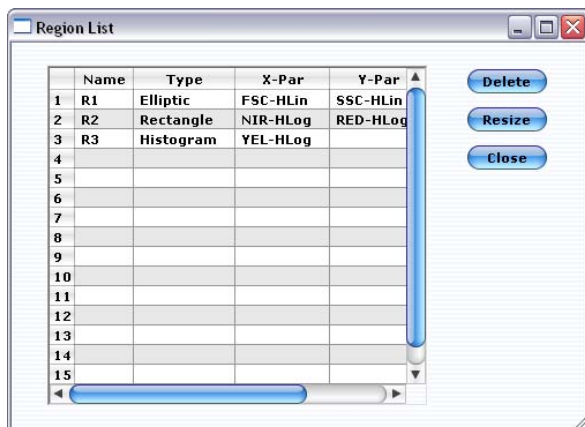 Region List
Name Type X-Par Y-Par
1 R1 Elliptic FSC-HLin SSC-HLin
2 R2 Rectangle NIR-HLog RED-HLog
3 R3 Histogram YEL-HLog
4
5
6
7
8
9
10
11
12
13
14
15
Delete
Resize
Close